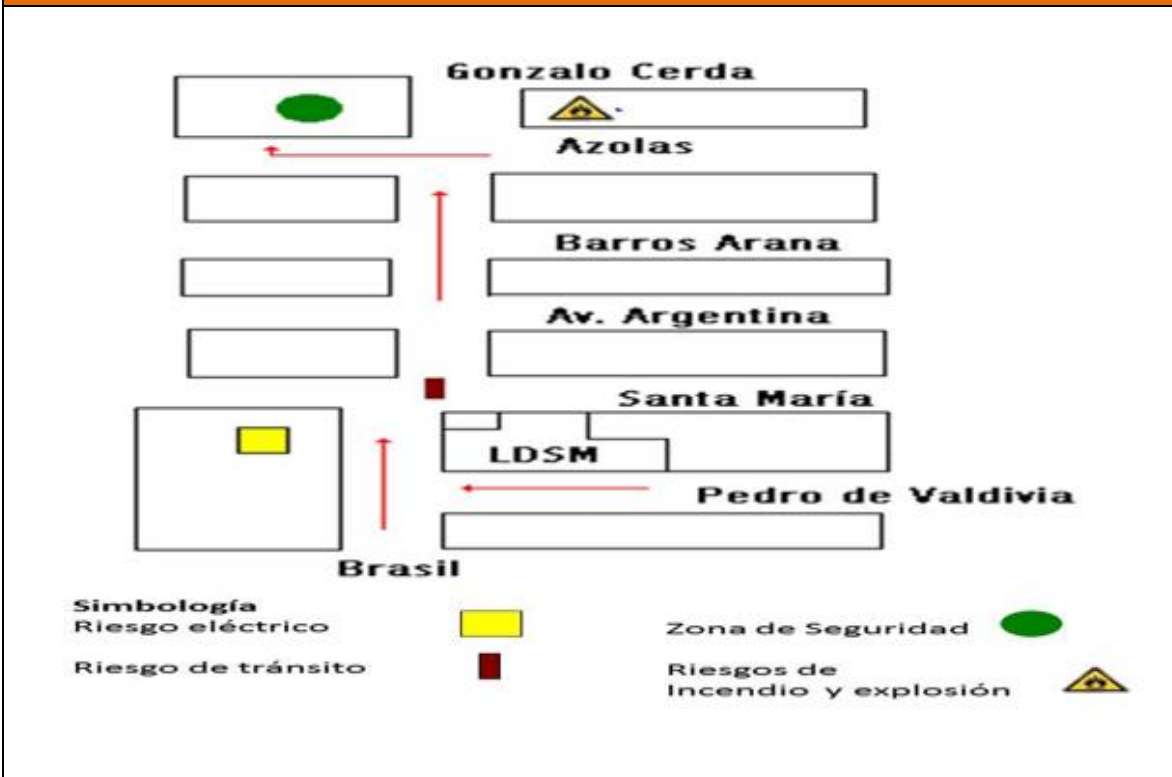 Gonzalo Cerda
Azolas
Barros Arana
Av. Argentina
Santa María
LDSM
Pedro de Valdivia
Brasil
Simbología
Riesgo eléctrico
Zona de Seguridad
Riesgo de tránsito
Riesgos de
Incendio y explosión